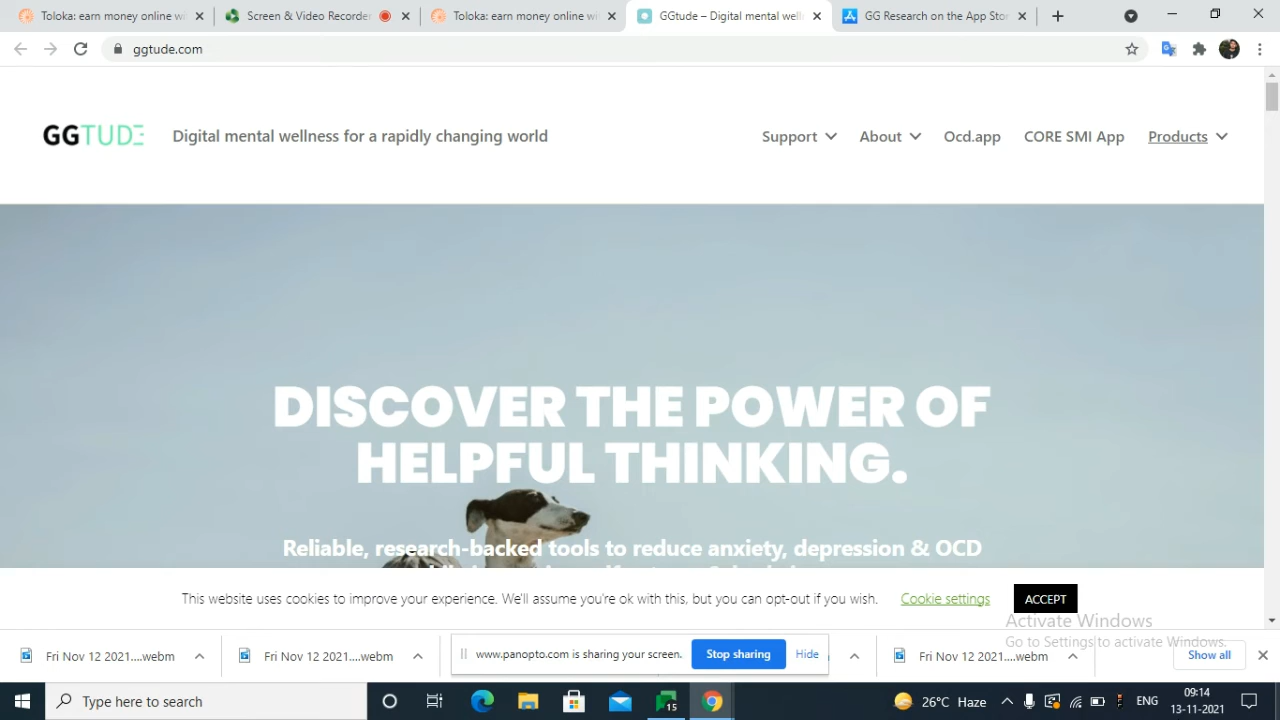 Toloka: earn money online wi
Screen & Video Recorder
Toloka: earn money online wi
GGtude – Digital mental well
GG Research on the App Stor
ggtude.com
GGTUDE
Digital mental wellness for a rapidly changing world
Support
About
Ocd.app
CORE SMI App
Products
DISCOVER THE POWER OF
HELPFUL THINKING.
Reliable, research-backed tools to reduce anxiety, depression & OCD
This website uses cookies to improve your experience. We'll assume you're ok with this, but you can opt-out if you wish.
Cookie settings
ACCEPT
Activate Windows
Go to Settings to activate Windows.
Fri Nov 12 2021....webm
Fri Nov 12 2021....webm
www.panopto.com is sharing your screen.
Stop sharing
Hide
Fri Nov 12 2021....webm
Show all
Type here to search
15
26°C Haze
ENG
09:14
13-11-2021